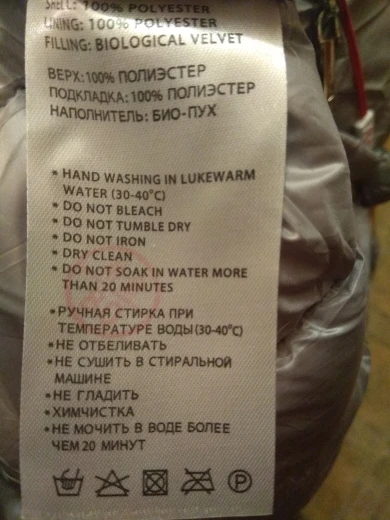 SHELL: 100% POLYESTER
LINING: 100% POLYESTER
FILLING: BIOLOGICAL VELVET
ВЕРХ:100% ПОЛИЭСТЕР
ПОДКЛАДКА:100% ПОЛИЭСТЕР
НАПОЛНИТЕЛЬ: БИО-ПУХ
* HAND WASHING IN LUKEWARM
WATER (30-40°C)
* DO NOT BLEACH
* DO NOT TUMBLE DRY
* DO NOT IRON
* DRY CLEAN
* DO NOT SOAK IN WATER MORE
THAN 20 MINUTES
*РУЧНАЯ СТИРКА ПРИ
ТЕМПЕРАТУРЕ ВОДЫ(30-40°C)
*НЕ ОТБЕЛИВАТЬ
*НЕ СУШИТЬ В СТИРАЛЬНОЙ
МАШИНЕ
*НЕ ГЛАДИТЬ
*ХИМЧИСТКА
*НЕ МОЧИТЬ В ВОДЕ БОЛЕЕ
ЧЕМ 20 МИНУТ
P